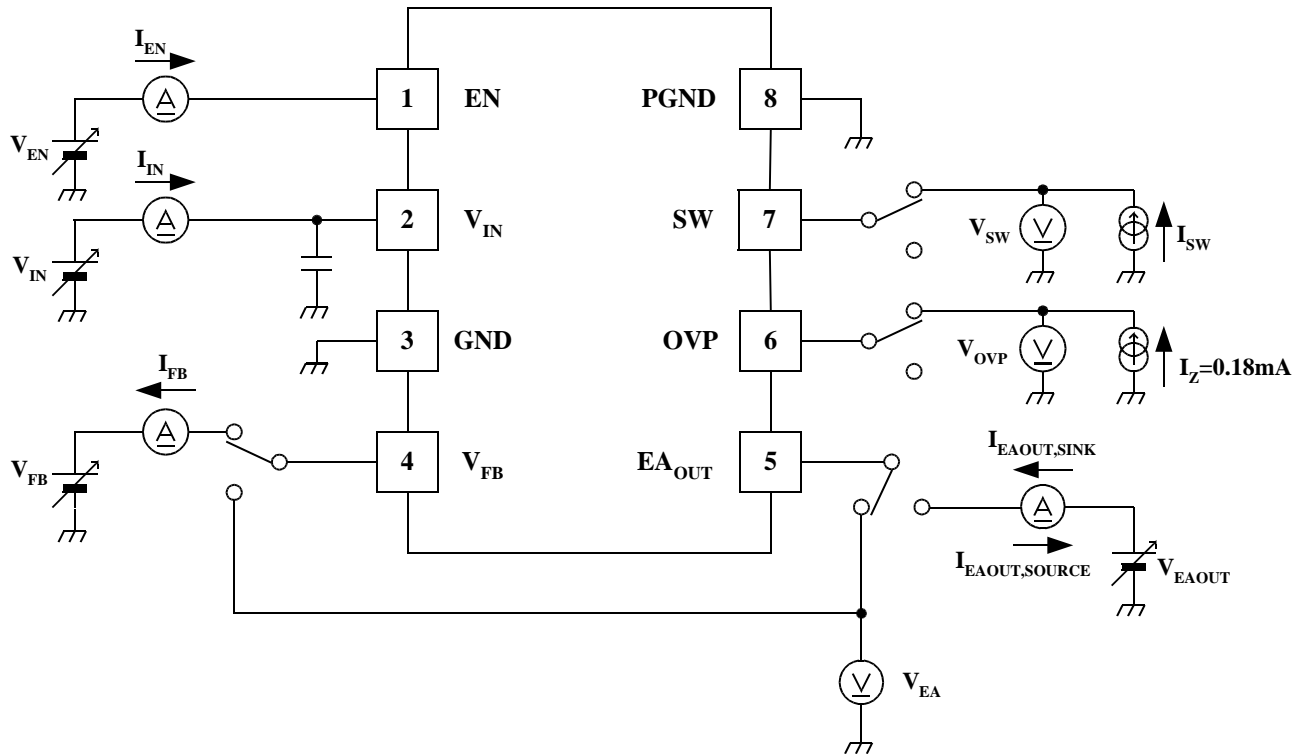 I_EN
1 EN PGND 8
V_EN
I_IN
A
A
2 V_IN SW 7
V_SW V I_SW
V_IN
3 GND OVP 6
V_OVP V I_Z=0.18mA
I_FB
A
V_FB
4 V_FB EA_OUT 5
I_EAOUT,SINK
A
I_EAOUT,SOURCE V_EAOUT
V V_EA